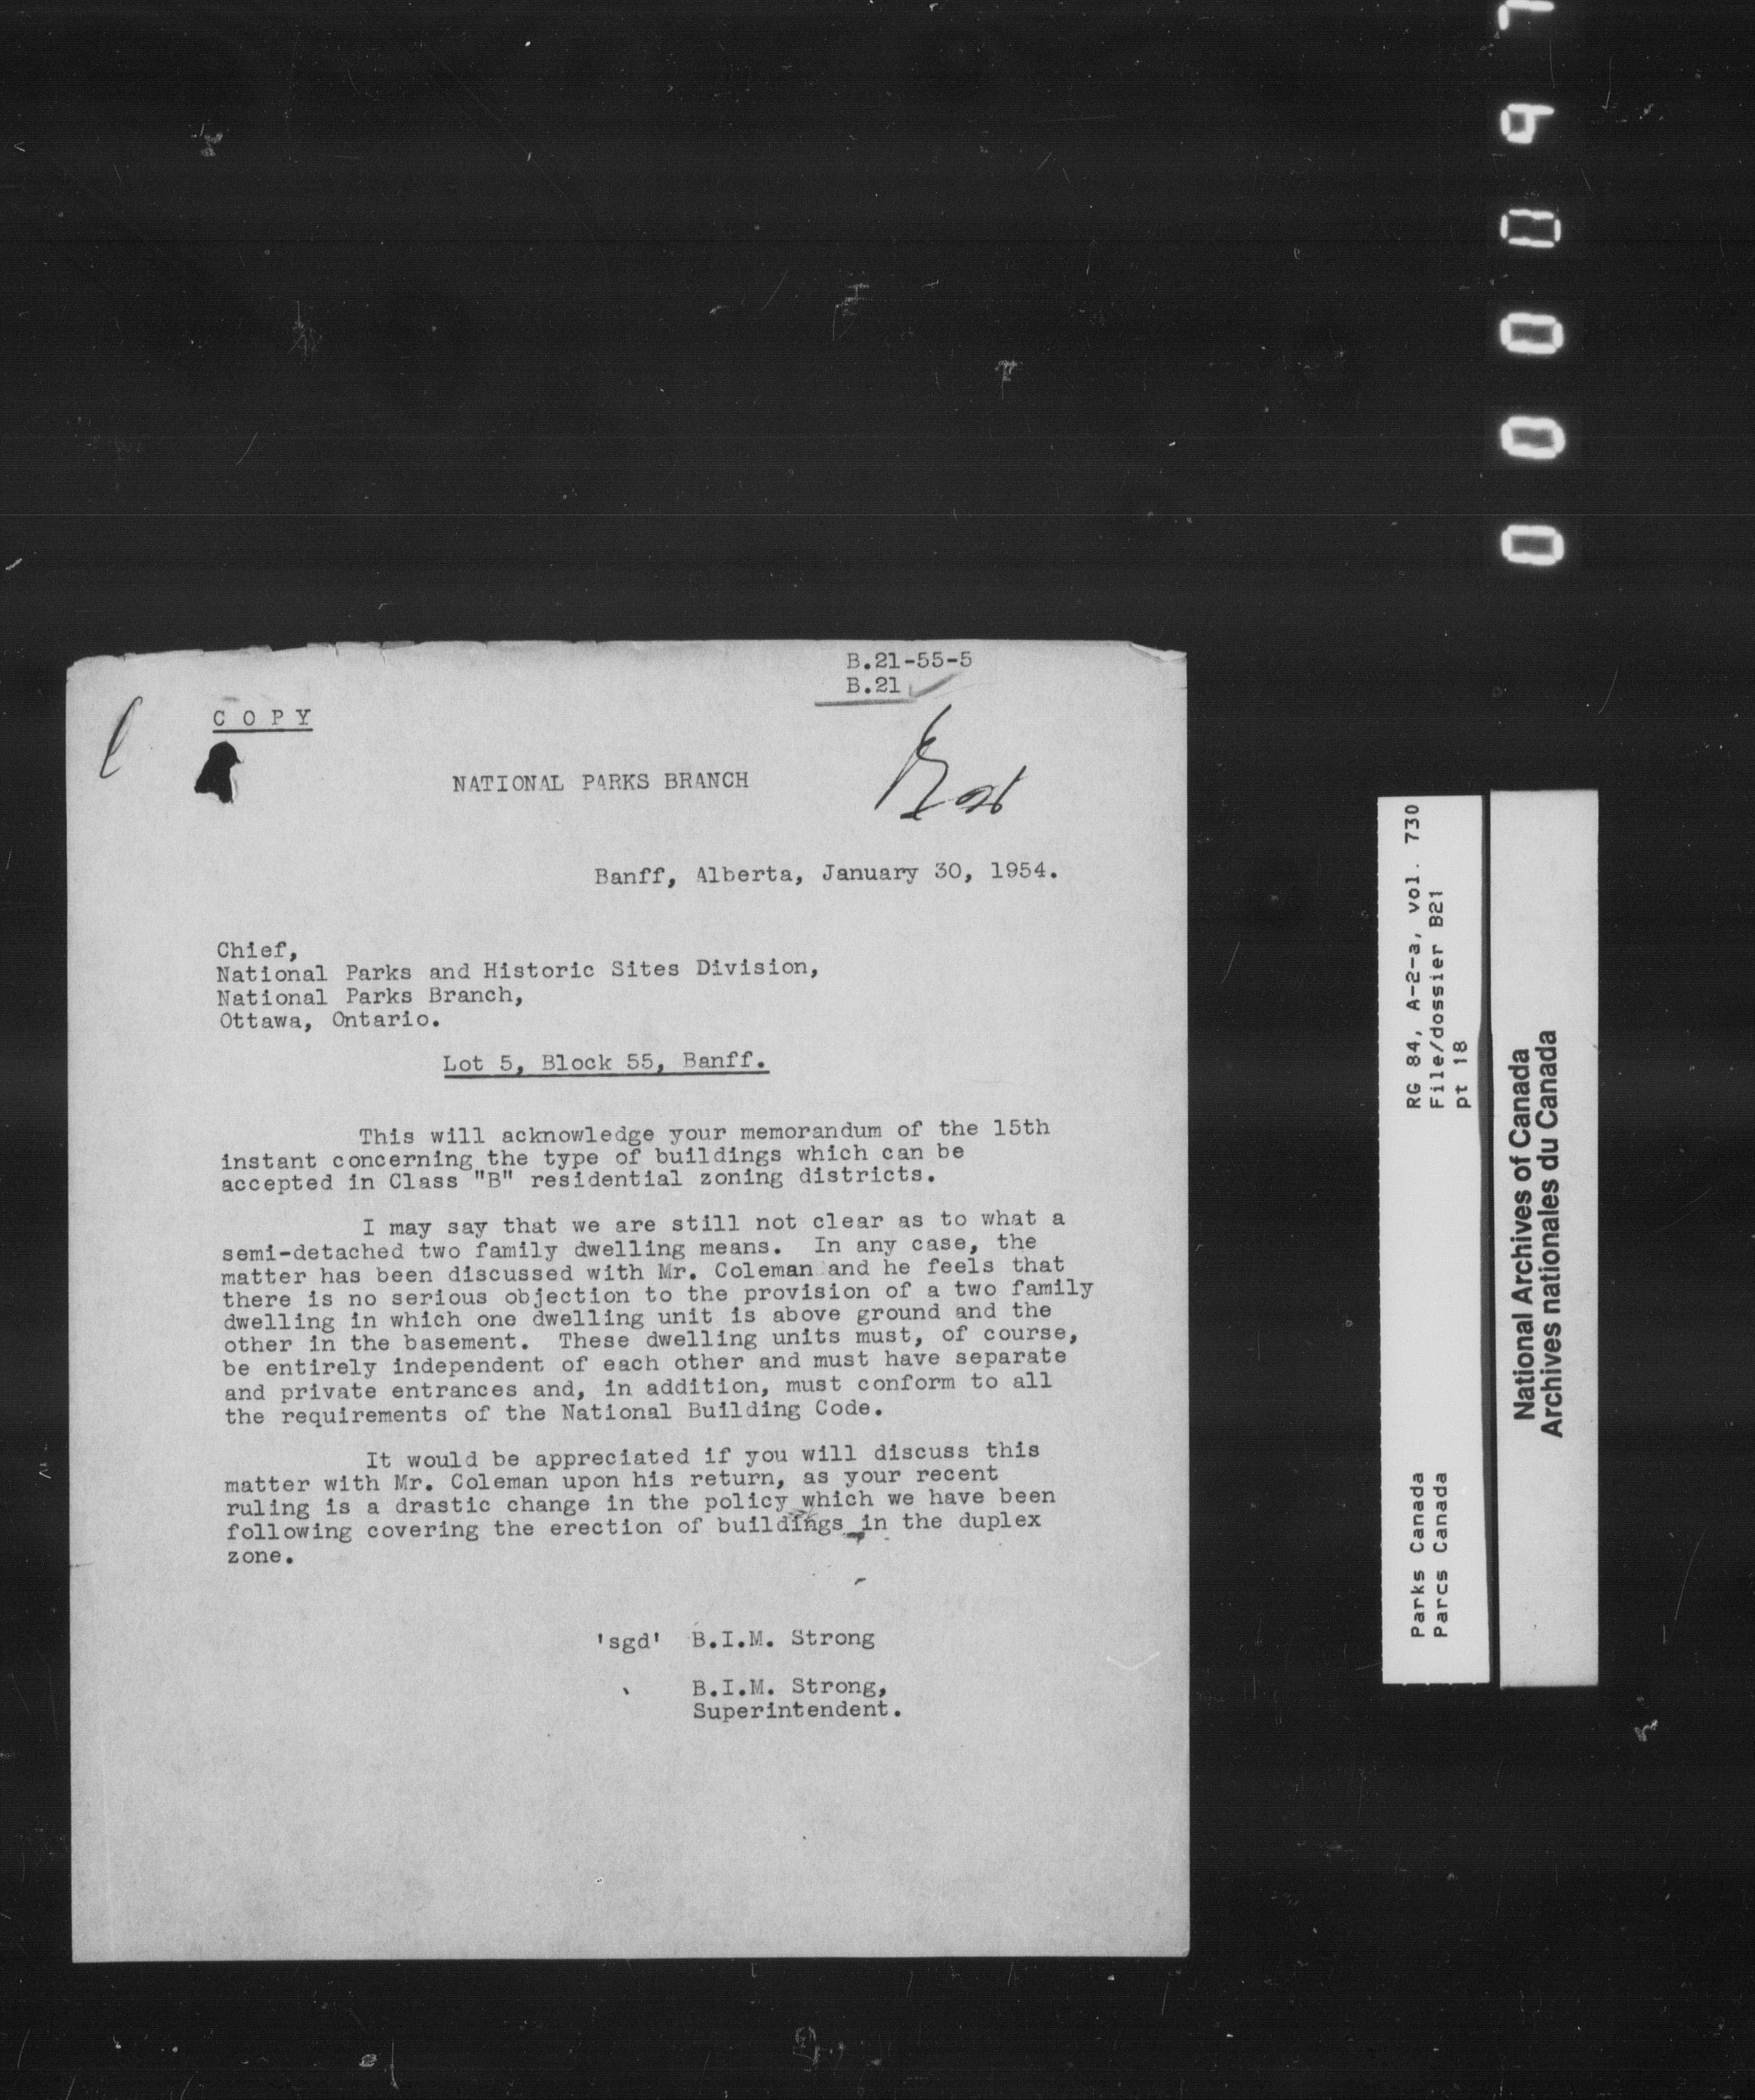 B.21-55-5
B.21
C O P Y
NATIONAL PARKS BRANCH
Banff, Alberta, January 30, 1954.
Chief,
National Parks and Historic Sites Division,
National Parks Branch,
Ottawa, Ontario.
Lot 5, Block 55, Banff.
This will acknowledge your memorandum of the 15th
instant concerning the type of buildings which can be
accepted in Class "B" residential zoning districts.
I may say that we are still not clear as to what a
semi-detached two family dwelling means. In any case, the
matter has been discussed with Mr. Coleman and he feels that
there is no serious objection to the provision of a two family
dwelling in which one dwelling unit is above ground and the
other in the basement. These dwelling units must, of course,
be entirely independent of each other and must have separate
and private entrances and, in addition, must conform to all
the requirements of the National Building Code.
It would be appreciated if you will discuss this
matter with Mr. Coleman upon his return, as your recent
ruling is a drastic change in the policy which we have been
following covering the erection of buildings in the duplex
zone.
'sgd' B.I.M. Strong
B.I.M. Strong,
Superintendent.
Parks Canada
Parcs Canada
RG 84, A-2-a, vol. 730
File/dossier B21
pt 18
National Archives of Canada
Archives nationales du Canada